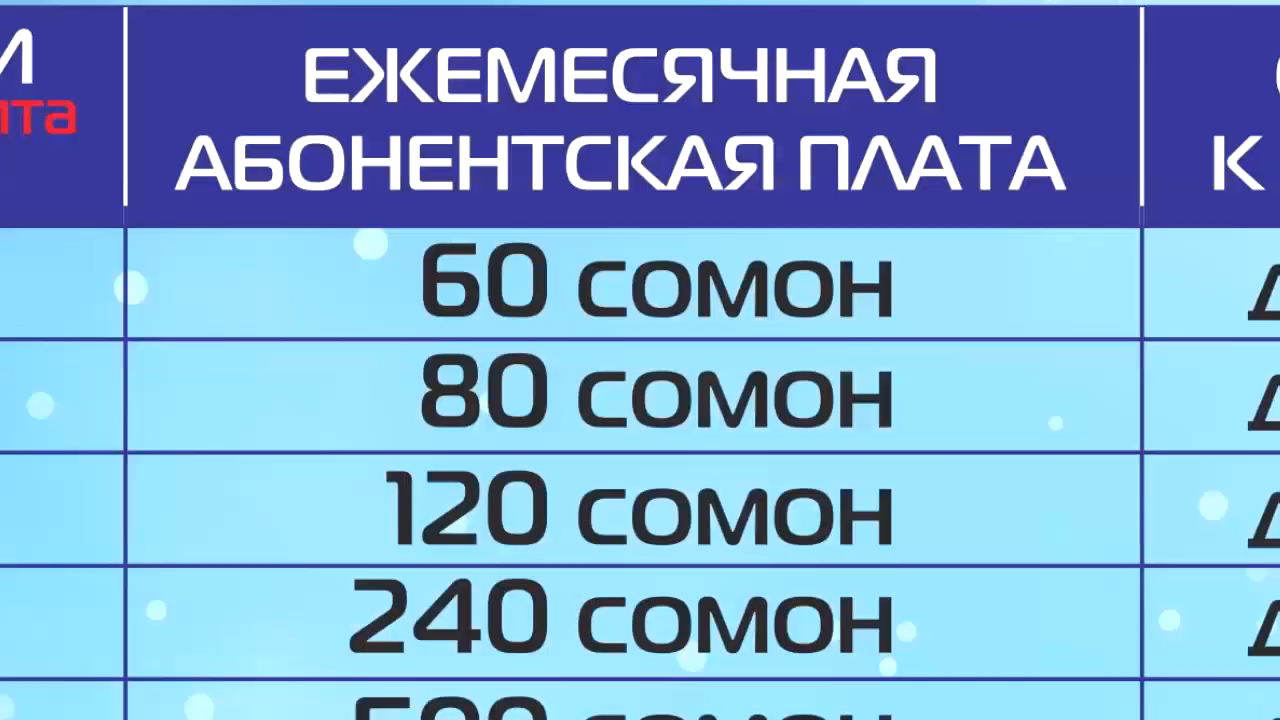 ЕЖЕМЕСЯЧНАЯ
АБОНЕНТСКАЯ ПЛАТА
К
60 СОМОН
80 СОМОН
120 СОМОН
240 СОМОН